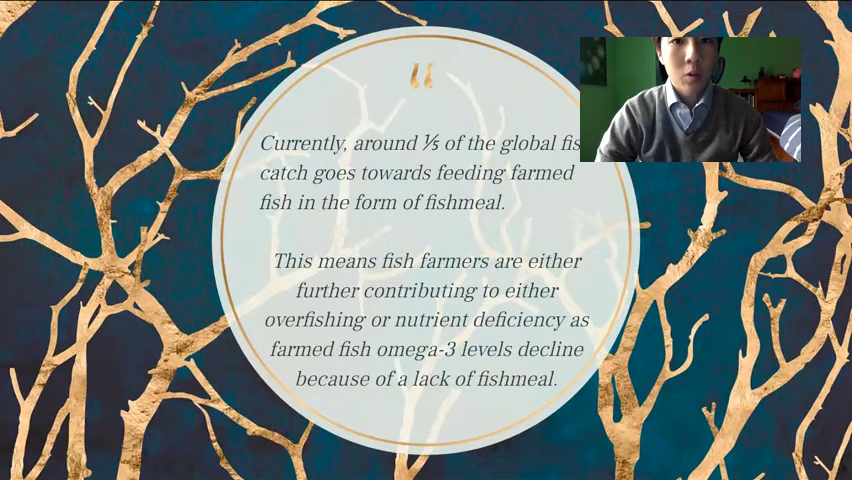 “
Currently, around ⅕ of the global fis
catch goes towards feeding farmed
fish in the form of fishmeal.
This means fish farmers are either
further contributing to either
overfishing or nutrient deficiency as
farmed fish omega-3 levels decline
because of a lack of fishmeal.